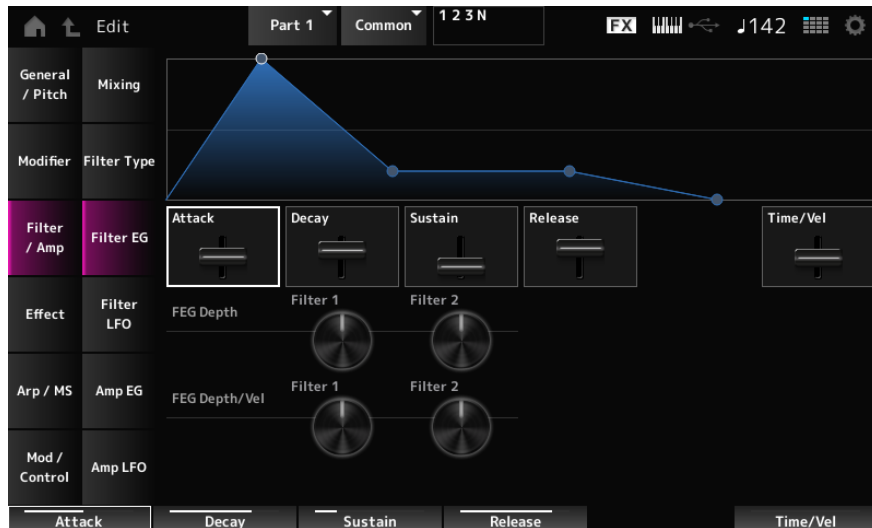 Edit
Part 1
Common
1 2 3 N
FX
♩142
General
/ Pitch
Mixing
Modifier
Filter Type
Filter
/ Amp
Filter EG
Effect
Filter
LFO
Arp / MS
Amp EG
Mod /
Control
Amp LFO
Attack
Decay
Sustain
Release
Time/Vel
FEG Depth
Filter 1
Filter 2
FEG Depth/Vel
Filter 1
Filter 2
Attack
Decay
Sustain
Release
Time/Vel